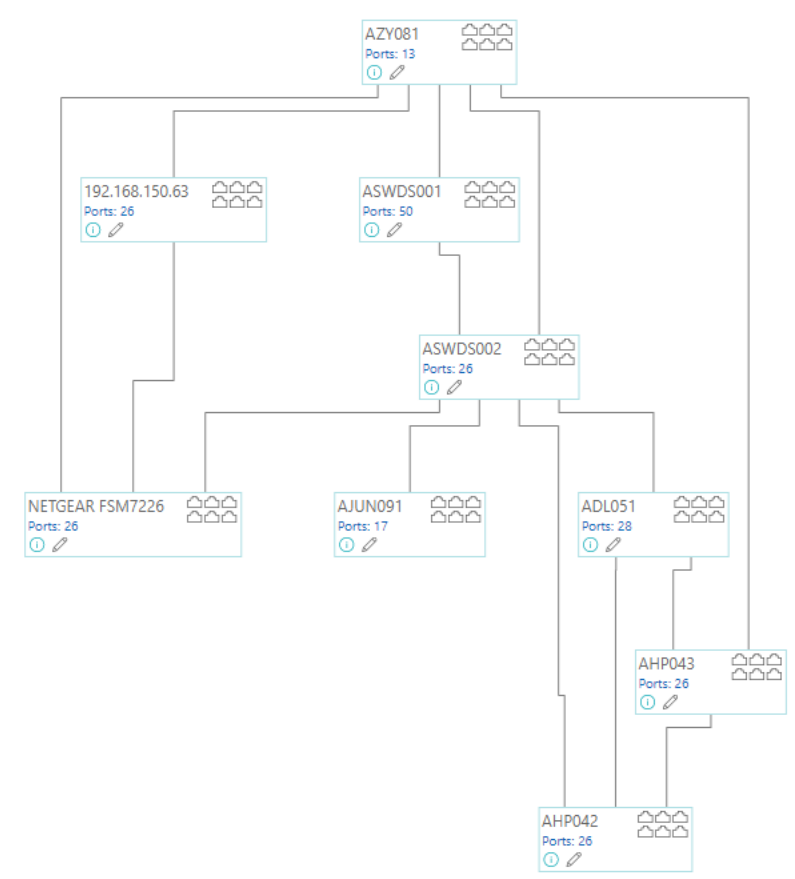 AZY081
Ports: 13
192.168.150.63
Ports: 26
ASWDS001
Ports: 50
ASWDS002
Ports: 26
NETGEAR FSM7226
Ports: 26
AJUN091
Ports: 17
ADL051
Ports: 28
AHP043
Ports: 26
AHP042
Ports: 26